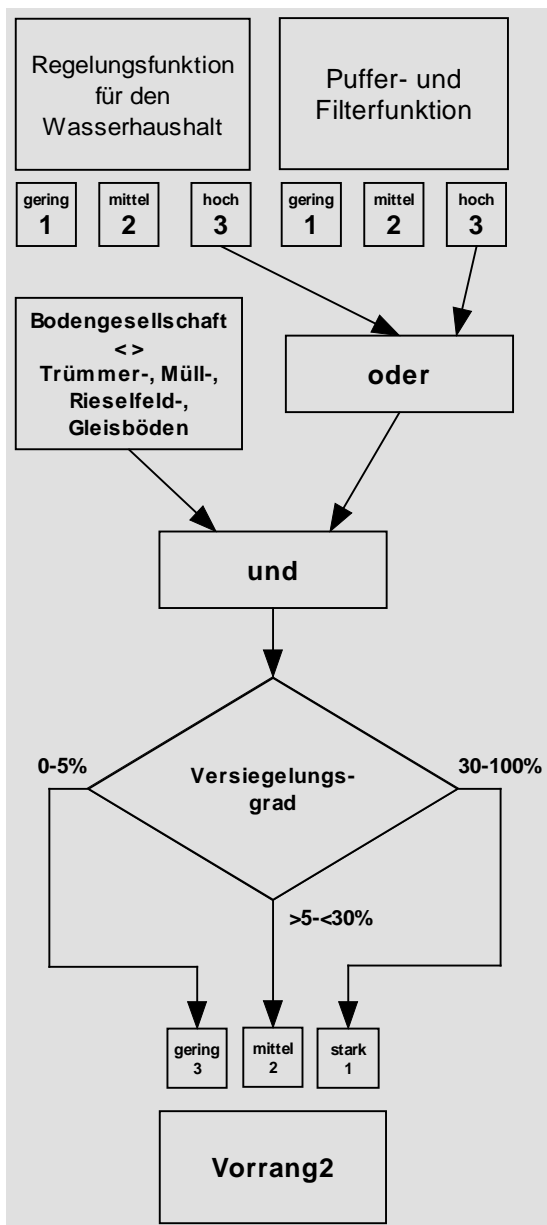 Regelungsfunktion
für den
Wasserhaushalt
Puffer- und
Filterfunktion
gering
1
mittel
2
hoch
3
gering
1
mittel
2
hoch
3
Bodengesellschaft
< >
Trümmer-, Müll-,
Rieselfeld-,
Gleisböden
oder
und
Versiegelungs-
grad
0-5%
30-100%
>5-<30%
gering
3
mittel
2
stark
1
Vorrang2